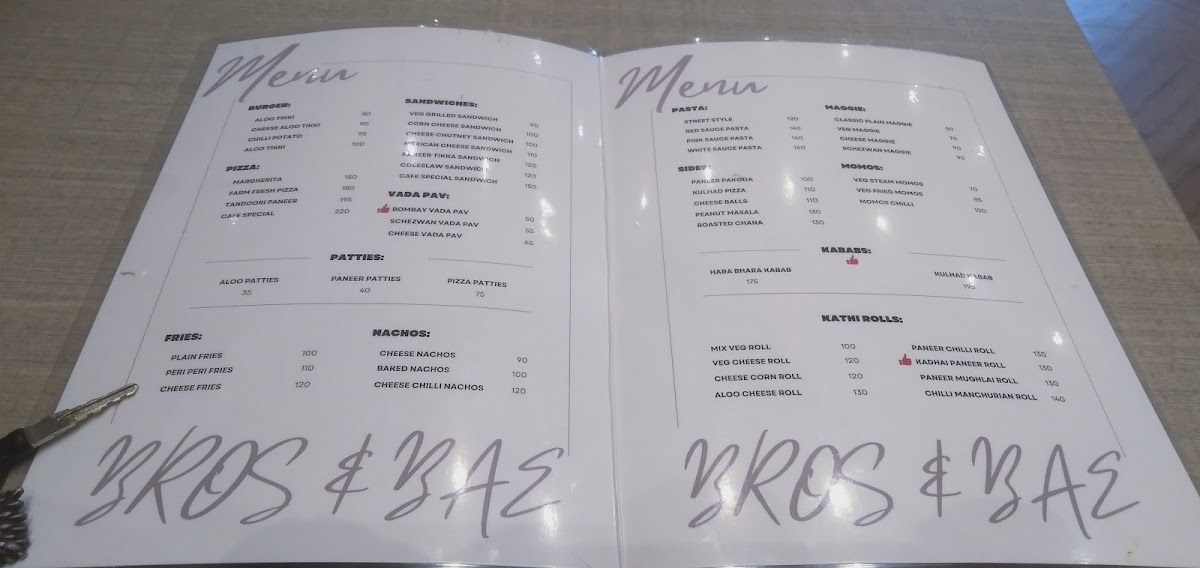 Menu
BURGER:
ALOO TIKKI 80
CHEESE ALOO TIKKI 90
CHILLI POTATO 95
ALOO TIKKI 100
PIZZA:
MARGHERITA 150
FARM FRESH PIZZA 180
TANDOORI PANEER 195
CAFE SPECIAL 220
SANDWICHES:
VEG GRILLED SANDWICH 90
CORN CHEESE SANDWICH 100
CHEESE CHUTNEY SANDWICH 100
MEXICAN CHEESE SANDWICH 110
PANEER TIKKA SANDWICH 120
COLESLAW SANDWICH 120
CAFE SPECIAL SANDWICH 150
VADA PAV:
BOMBAY VADA PAV 50
SCHEZWAN VADA PAV 55
CHEESE VADA PAV 65
PATTIES:
ALOO PATTIES PANEER PATTIES PIZZA PATTIES
35 40 75
FRIES:
PLAIN FRIES 100
PERI PERI FRIES 110
CHEESE FRIES 120
NACHOS:
CHEESE NACHOS 90
BAKED NACHOS 100
CHEESE CHILLI NACHOS 120
BROS & BAE
Menu
PASTA:
STREET STYLE 120
RED SAUCE PASTA 140
PINK SAUCE PASTA 160
WHITE SAUCE PASTA 160
SIDES:
PANEER PAKODA 100
KULHAD PIZZA 110
CHEESE BALLS 110
PEANUT MASALA 130
ROASTED CHANA 130
MAGGIE:
CLASSIC PLAIN MAGGIE 50
VEG MAGGIE 70
CHEESE MAGGIE 90
SCHEZWAN MAGGIE 90
MOMOS:
VEG STEAM MOMOS 70
VEG FRIED MOMOS 85
MOMOS CHILLI 100
KABABS:
HARA BHARA KABAB KULHAD KABAB
175 195
KATHI ROLLS:
MIX VEG ROLL 100
VEG CHEESE ROLL 120
CHEESE CORN ROLL 120
ALOO CHEESE ROLL 130
PANEER CHILLI ROLL 130
KADHAI PANEER ROLL 130
PANEER MUGHLAI ROLL 130
CHILLI MANCHURIAN ROLL 140
BROS & BAE